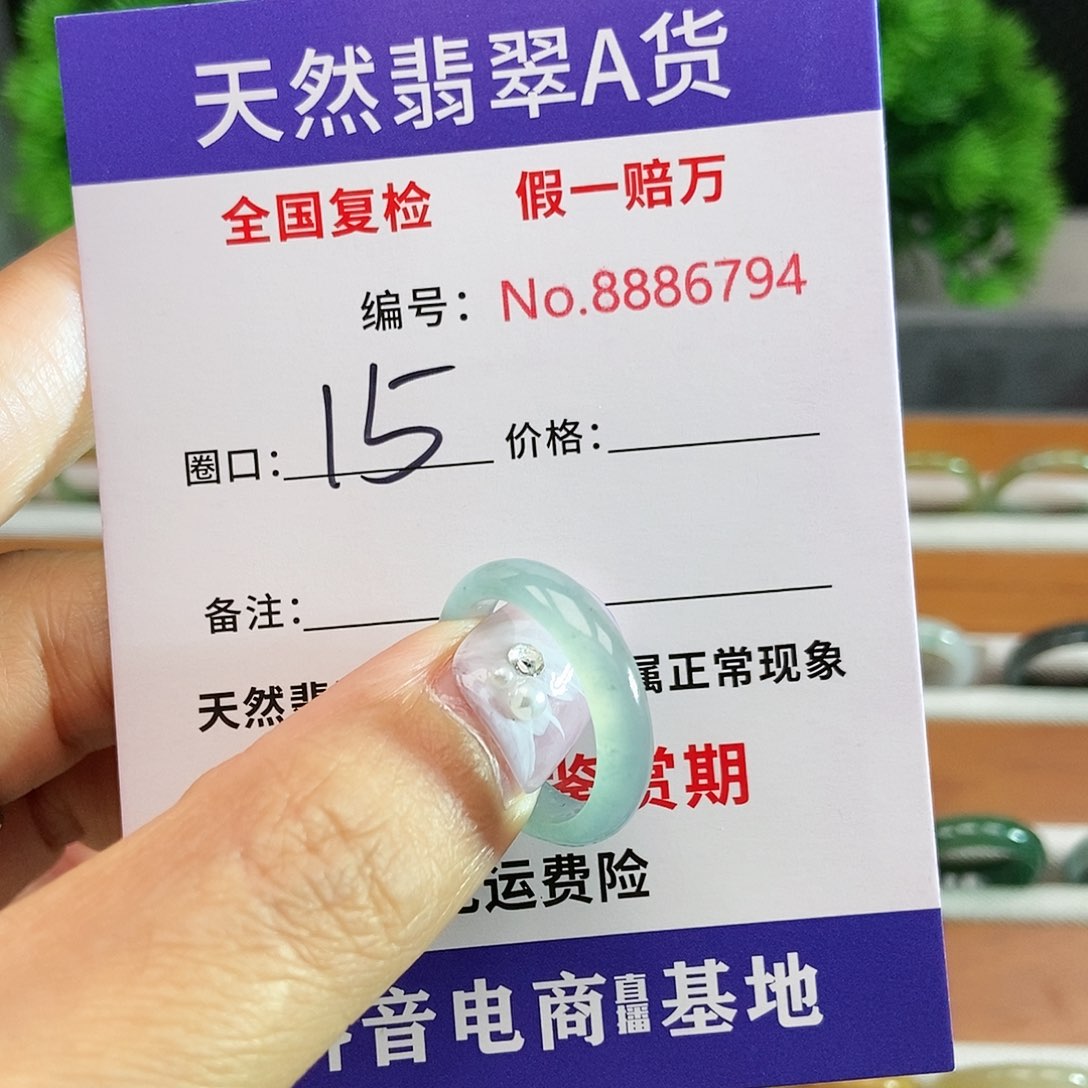 天然翡翠A货
全国复检 假一赔万
编号：No.8886794
圈口：15 价格：
备注：
天然翡 属正常现象
鉴赏期
运费险
音电商直播基地